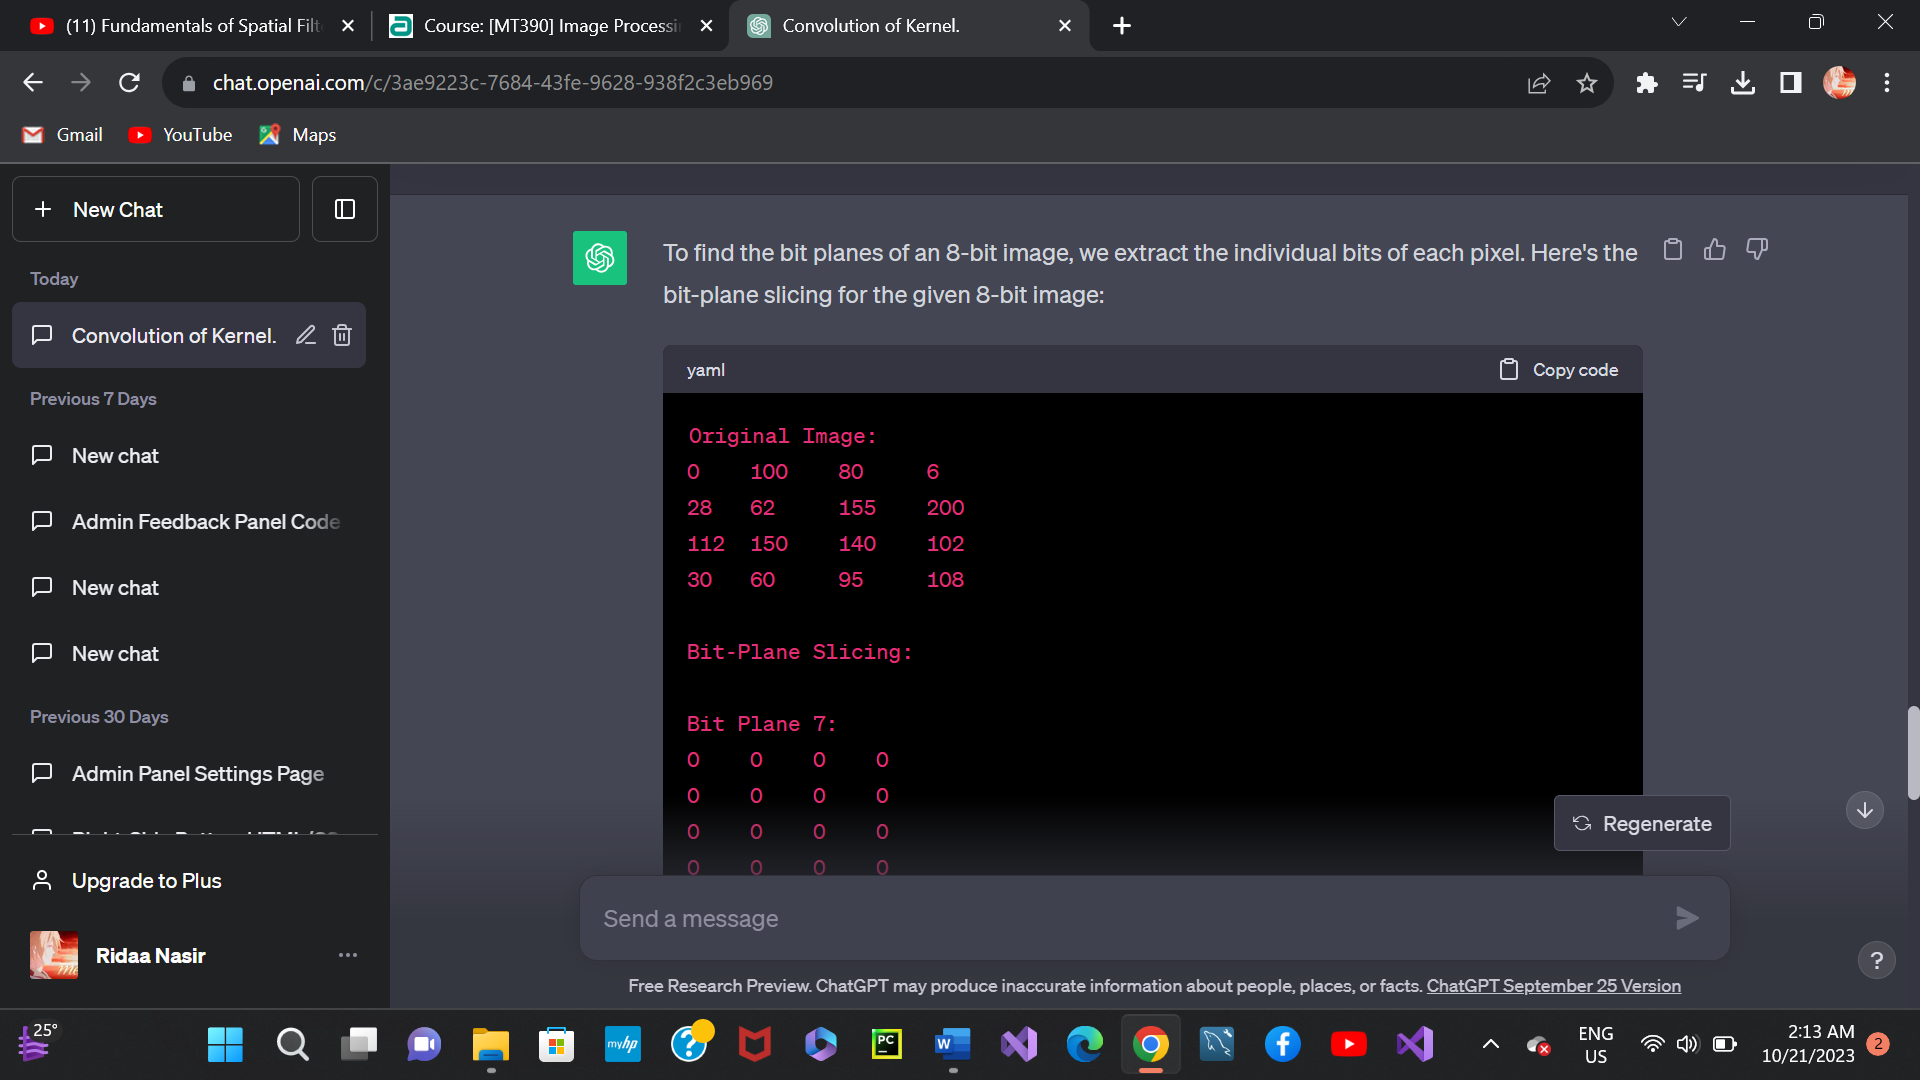 (11) Fundamentals of Spatial Filt
Course: [MT390] Image Processi
Convolution of Kernel.
chat.openai.com/c/3ae9223c-7684-43fe-9628-938f2c3eb969
Gmail
YouTube
Maps
New Chat
Today
Convolution of Kernel.
Previous 7 Days
New chat
Admin Feedback Panel Code
New chat
New chat
Previous 30 Days
Admin Panel Settings Page
Upgrade to Plus
Ridaa Nasir
To find the bit planes of an 8-bit image, we extract the individual bits of each pixel. Here's the
bit-plane slicing for the given 8-bit image:
yaml
Copy code
Original Image:
0 100 80 6
28 62 155 200
112 150 140 102
30 60 95 108
Bit-Plane Slicing:
Bit Plane 7:
0 0 0 0
0 0 0 0
0 0 0 0
0 0 0 0
Regenerate
Send a message
?
Free Research Preview. ChatGPT may produce inaccurate information about people, places, or facts. ChatGPT September 25 Version
25°
myhp
PC
W
ENG
US
2:13 AM
10/21/2023
2